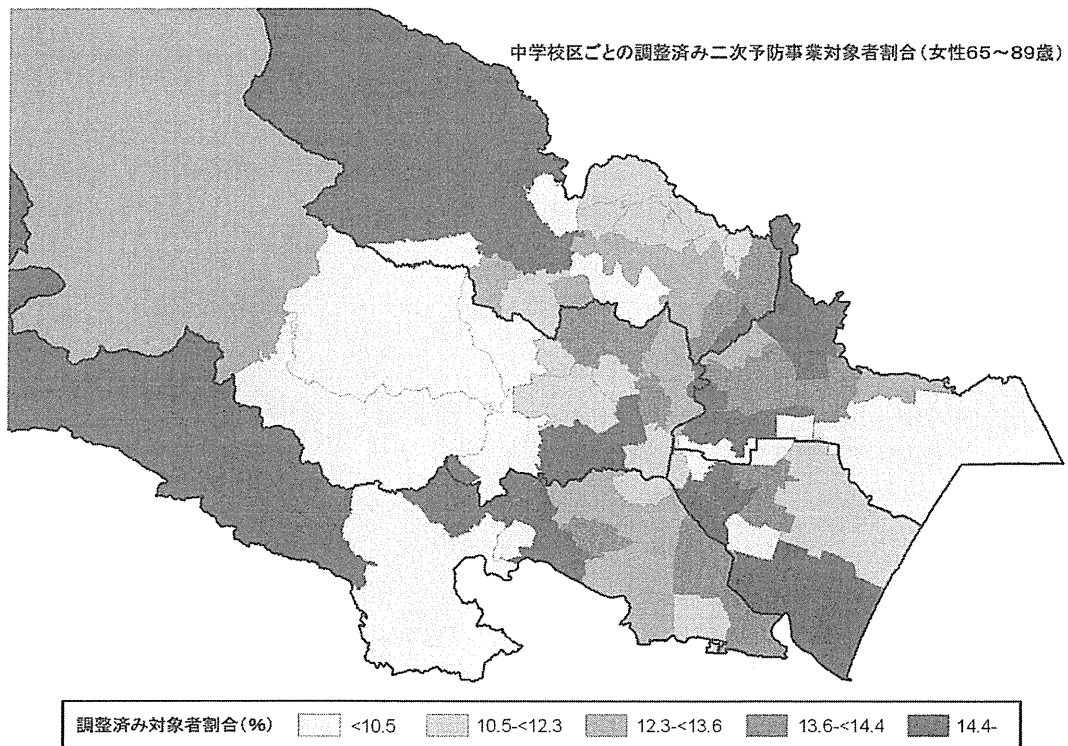 中学校区ごとの調整済み二次予防事業対象者割合(女性65～89歳)
調整済み対象者割合(%) <10.5 10.5-<12.3 12.3-<13.6 13.6-<14.4 14.4-